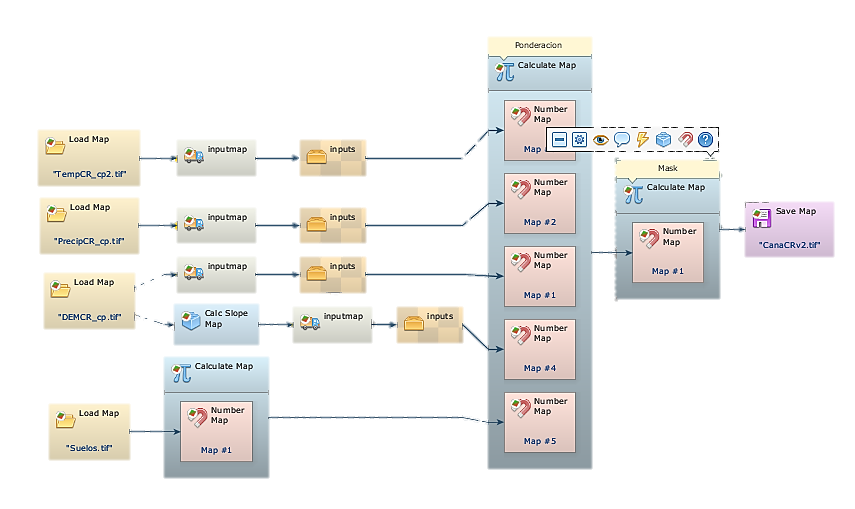 Ponderacion
Calculate Map
Number
Map
Map
Load Map
"TempCR_cp2.tif"
inputmap
inputs
Mask
Calculate Map
Number
Map
Map #1
Save Map
"CanaCRv2.tif"
Load Map
"PrecipCR_cp.tif"
inputmap
inputs
Number
Map
Map #2
Load Map
"DEMCR_cp.tif"
inputmap
inputs
Number
Map
Map #1
Calc Slope
Map
inputmap
inputs
Number
Map
Map #4
Calculate Map
Load Map
"Suelos.tif"
Number
Map
Map #1
Number
Map
Map #5